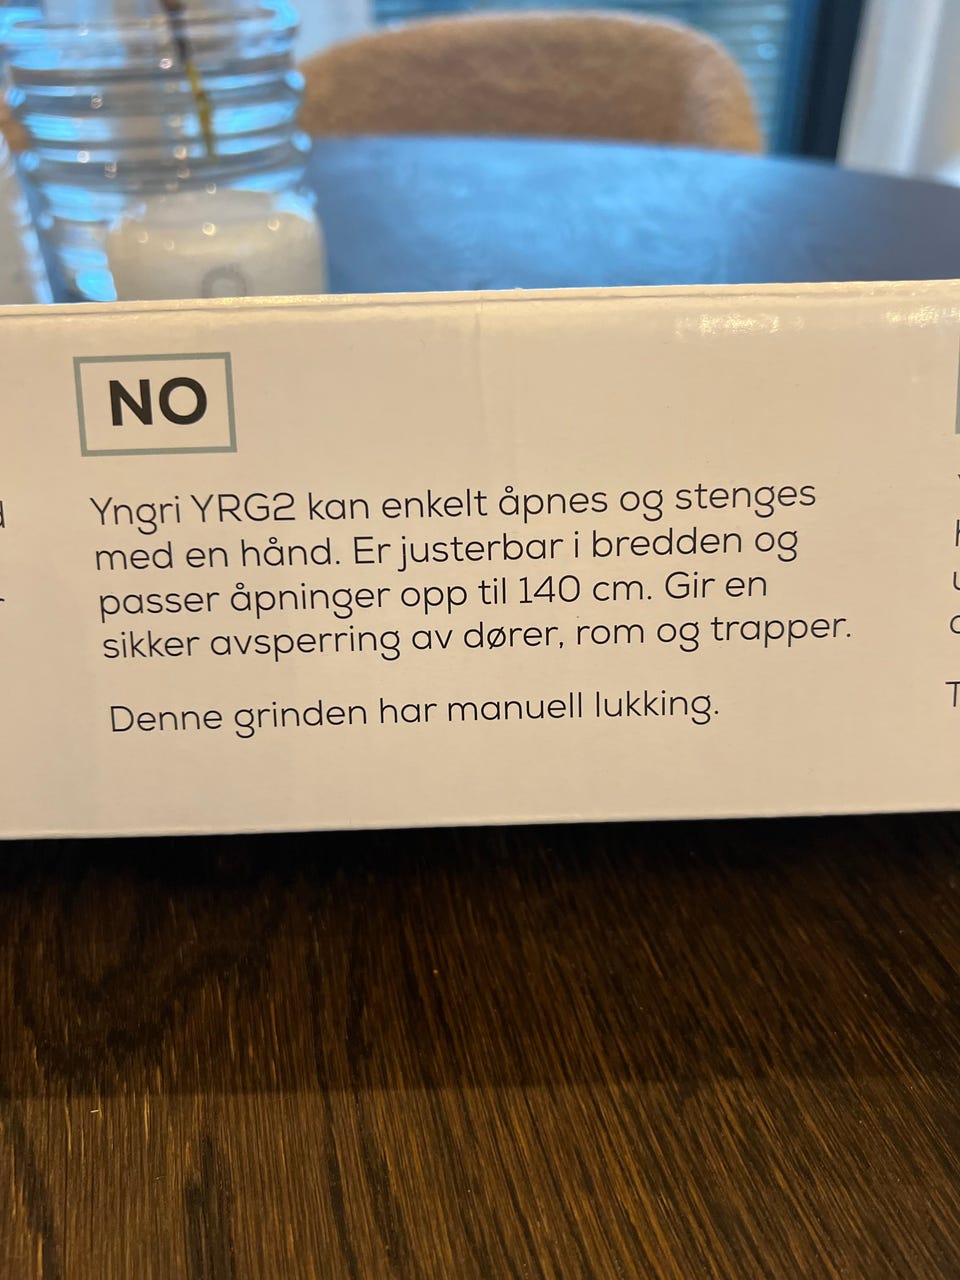 NO
Yngri YRG2 kan enkelt åpnes og stenges
med en hånd. Er justerbar i bredden og
passer åpninger opp til 140 cm. Gir en
sikker avsperring av dører, rom og trapper.
Denne grinden har manuell lukking.